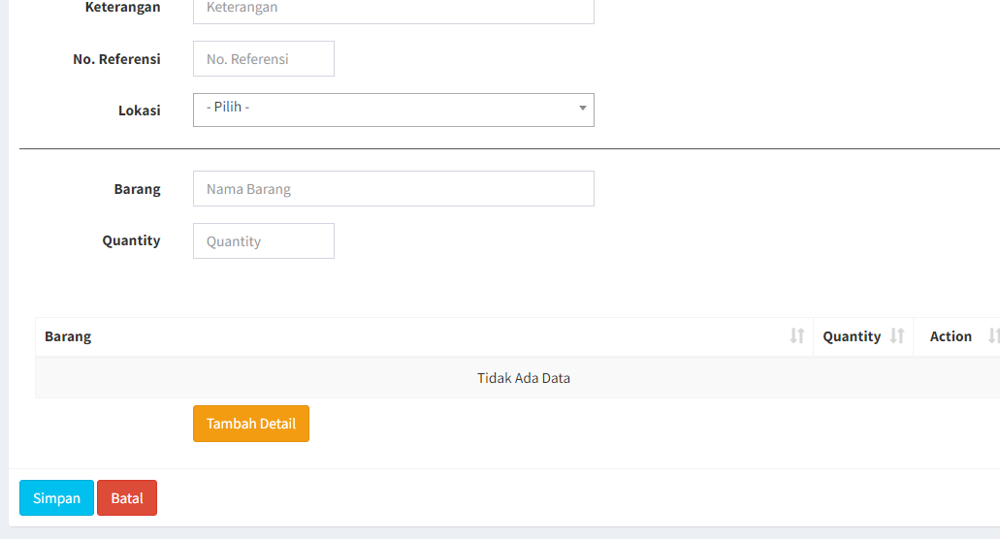 Keterangan Keterangan
No. Referensi No. Referensi
Lokasi - Pilih -
Barang Nama Barang
Quantity Quantity
Barang Quantity Action
Tidak Ada Data
Tambah Detail
Simpan Batal